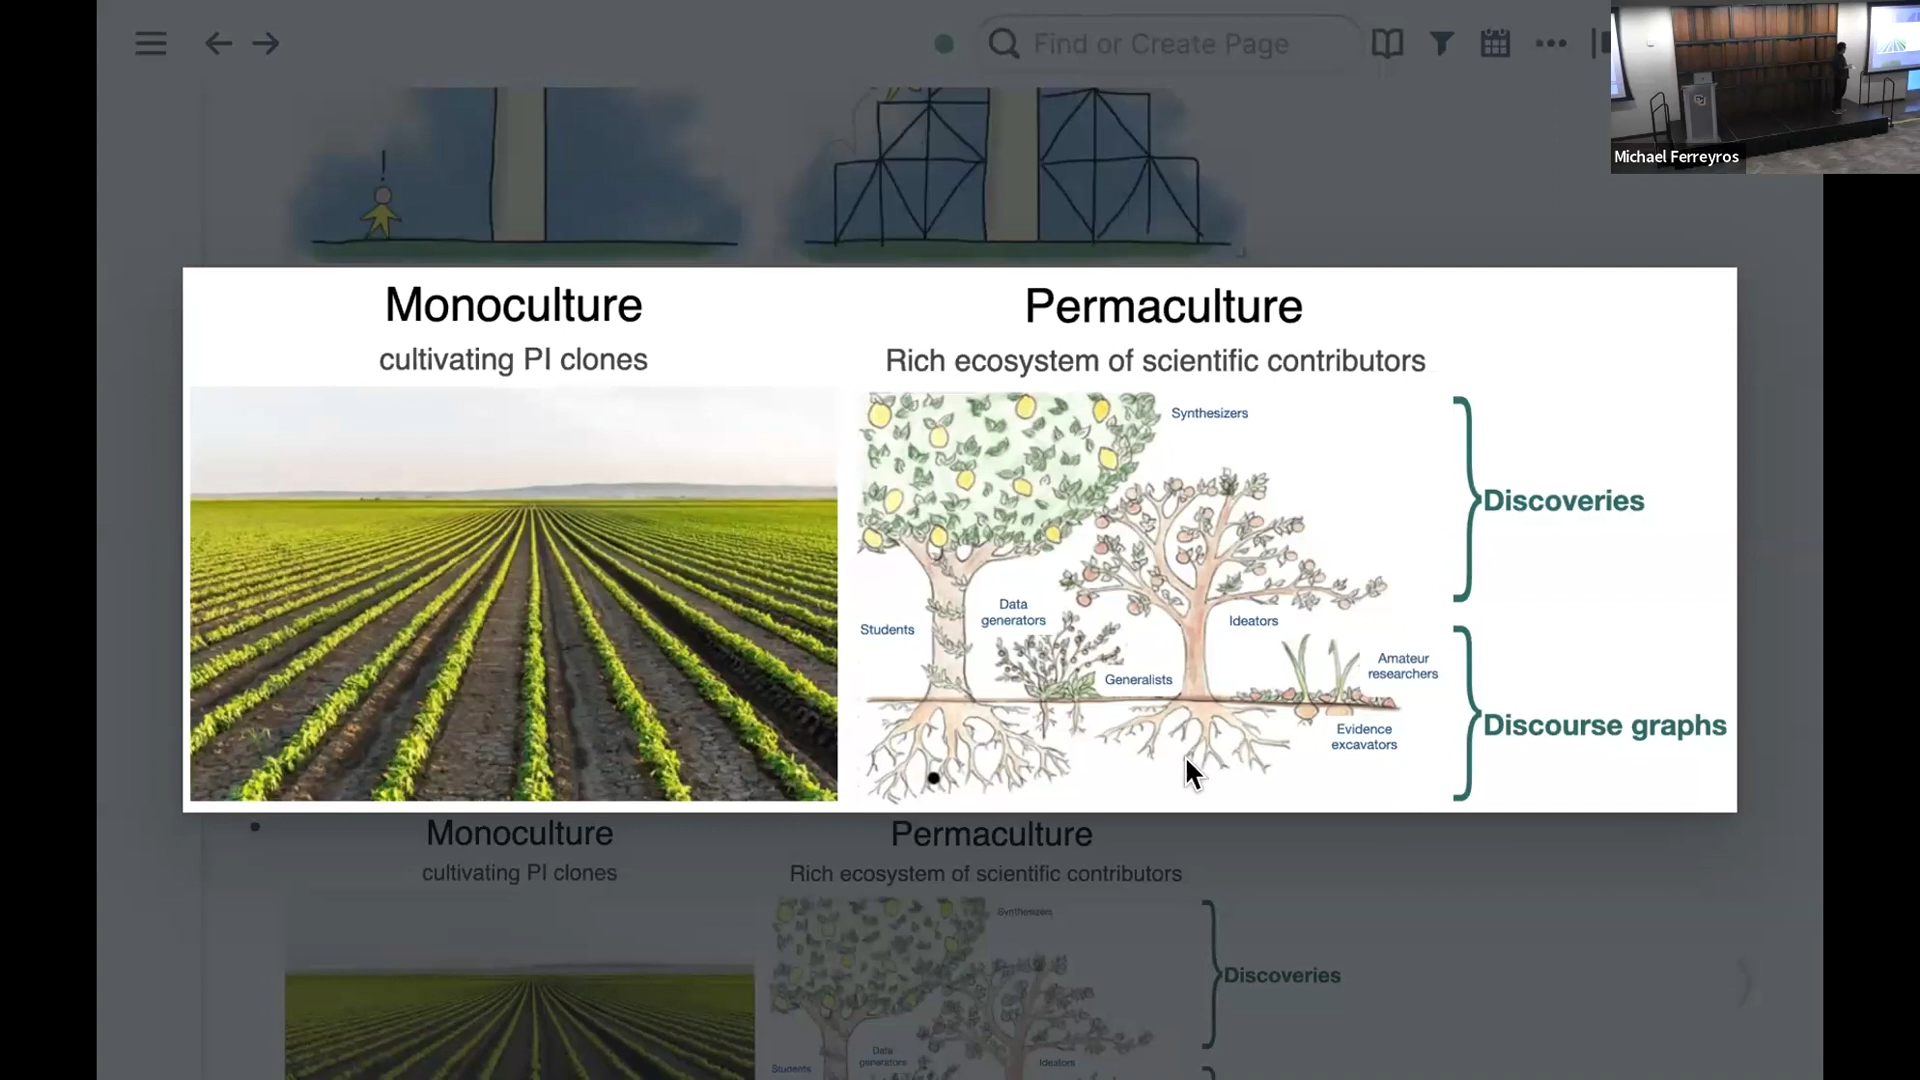 Find or Create Page
Michael Ferreyros
Monoculture
cultivating PI clones
Permaculture
Rich ecosystem of scientific contributors
Synthesizers
Discoveries
Students
Data
generators
Ideators
Generalists
Amateur
researchers
Evidence
excavators
Discourse graphs
Monoculture
cultivating PI clones
Permaculture
Rich ecosystem of scientific contributors
Synthesizers
Discoveries
Data
generators
Ideators
Students